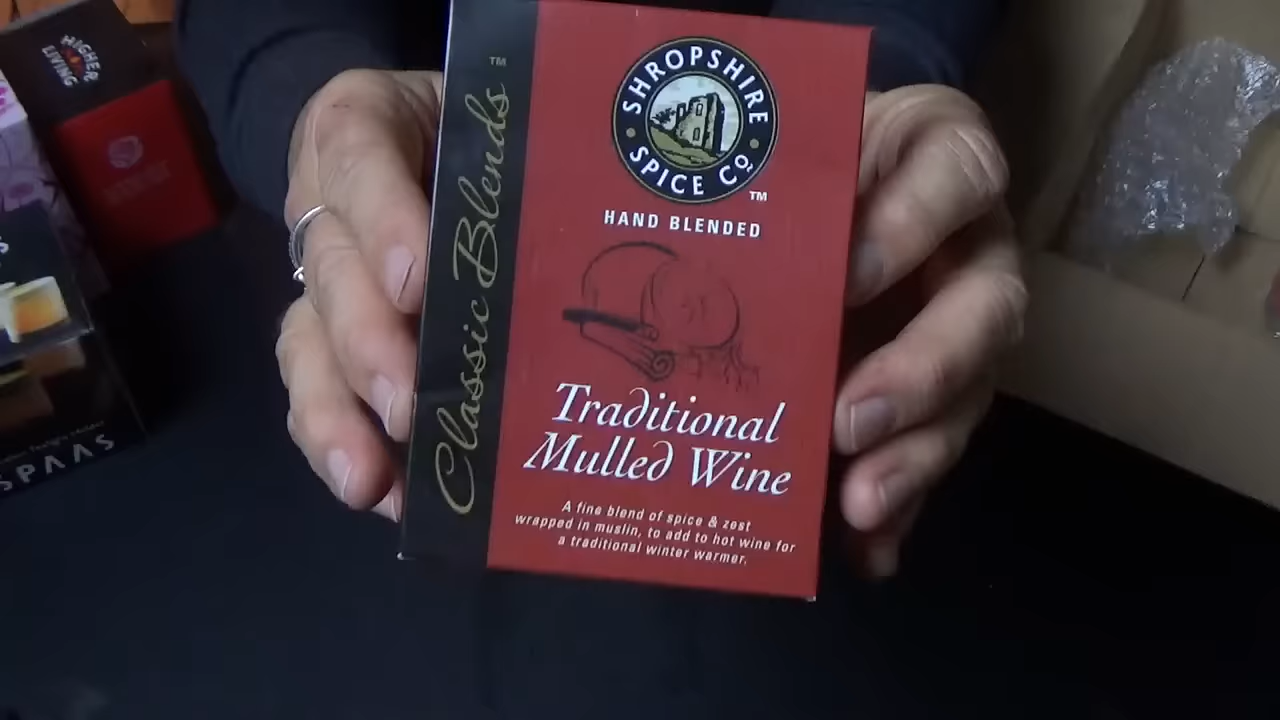 HIGHER
LIVING
SPAAS
Classic Blends ™
SHROPSHIRE
SPICE Co
™
HAND BLENDED
Traditional
Mulled Wine
A fine blend of spice & zest
wrapped in muslin, to add to hot wine for
a traditional winter warmer.